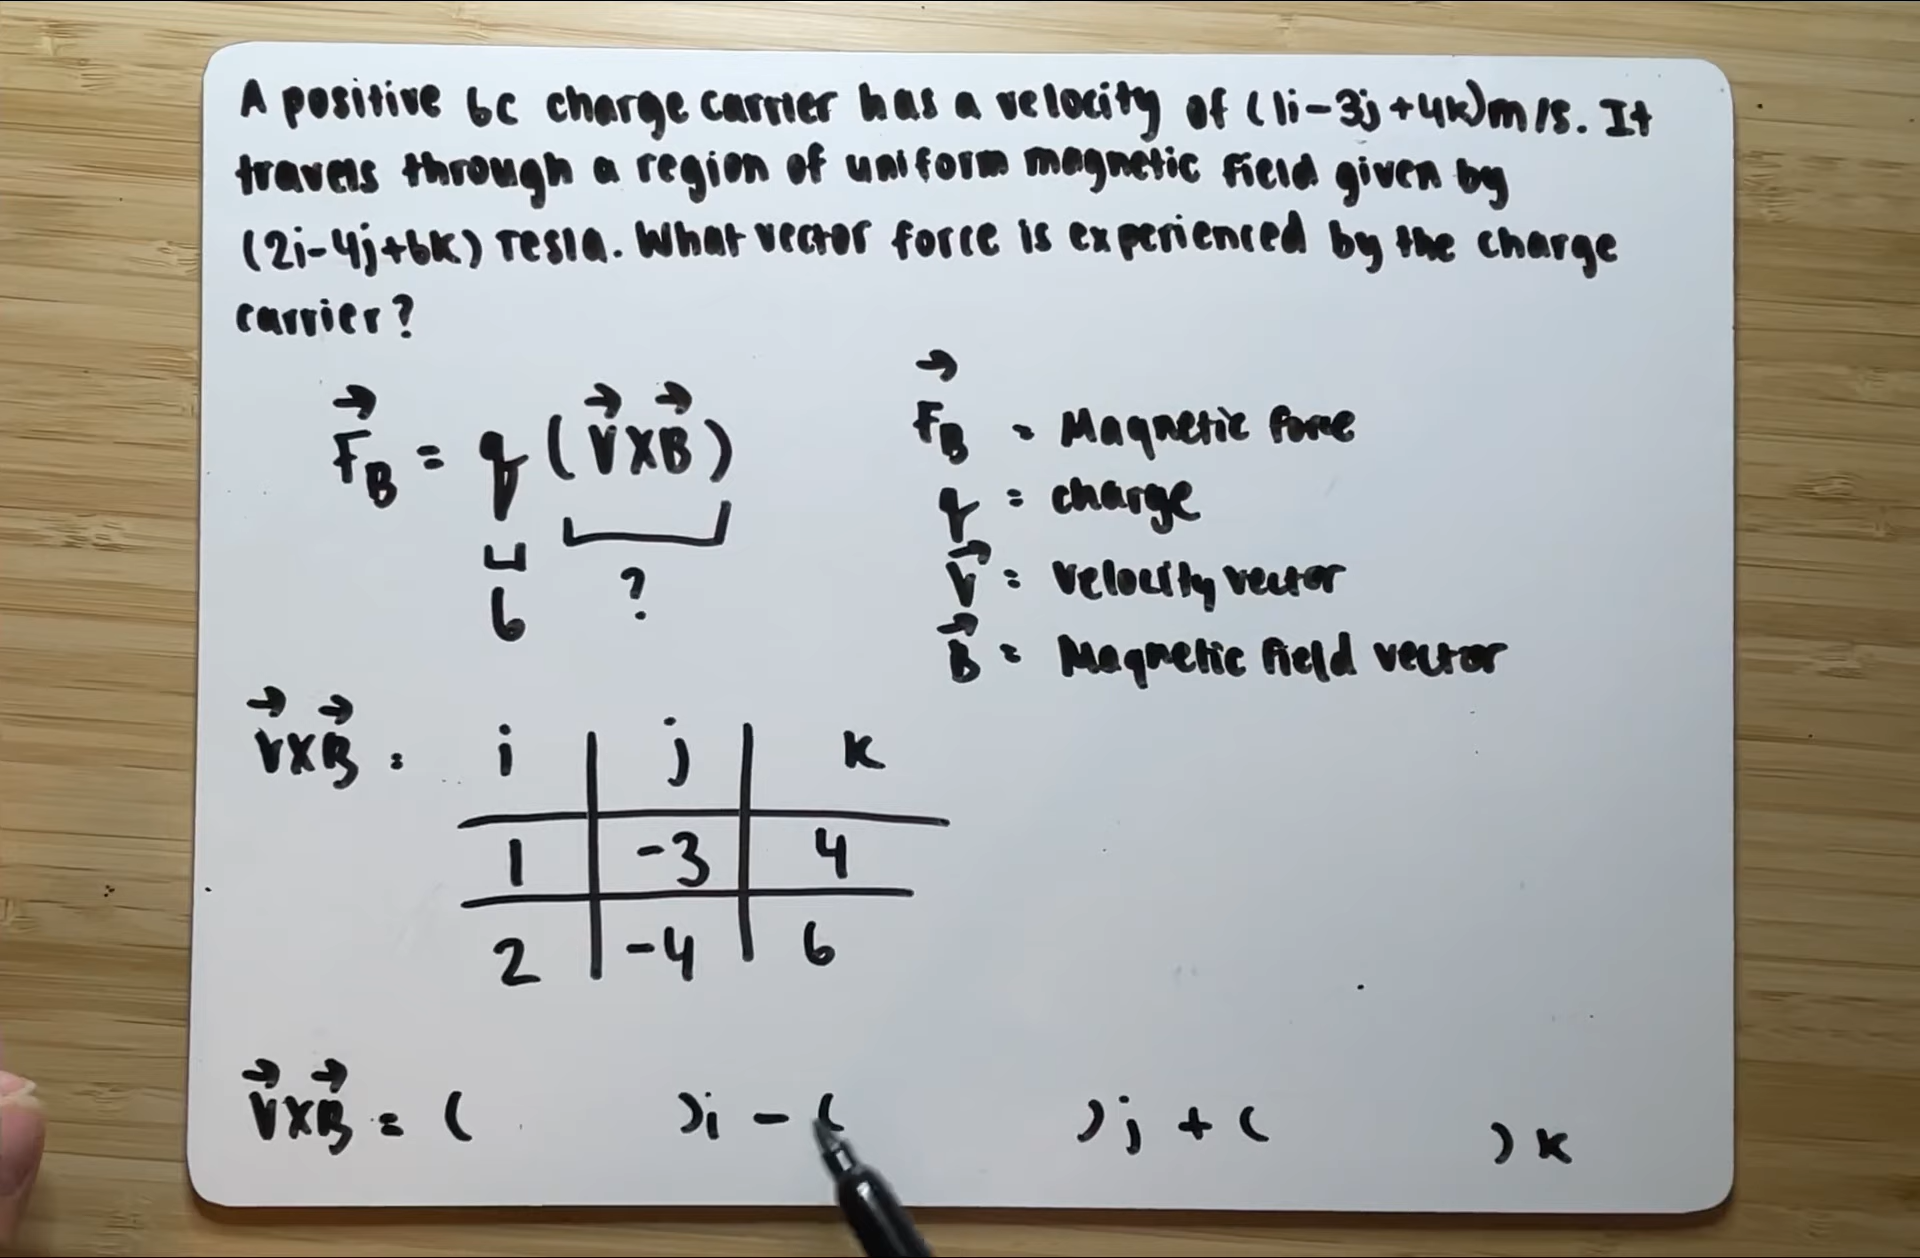 A positive 6C charge carrier has a velocity of (1i-3j+4k)m/s. It
travels through a region of uniform magnetic field given by
(2i-4j+6k) Tesla. What vector force is experienced by the charge
carrier?
→ → →
F_B = q (V×B)
6 ?
→
F_B = Magnetic force
q = charge
→
V = velocity vector
→
B = Magnetic field vector
→ →
V×B = i j k
1 -3 4
2 -4 6
→ →
V×B = ( )i - ( )j + ( )k